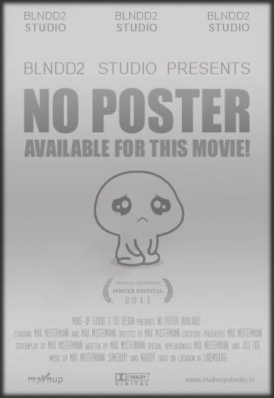 BLNDD2 BLNDD2 BLNDD2
STUDIO STUDIO STUDIO
BLNDD2 STUDIO PRESENTS
NO POSTER
AVAILABLE FOR THIS MOVIE!
SPECIAL SELECTION
POSTER FESTIVAL
2011
MAKE-UP STUDIO & DESIGN PRESENTS NO POSTER AVAILABLE
STARRING MAX MUSTERMANN AND MAX MUSTERMANN DIRECTED BY MAX MUSTERMANN EXECUTIVE PRODUCERS MAX MUSTERMANN
SCREENPLAY BY MAX MUSTERMANN WRITTEN BY MAX MUSTERMANN SPECIAL APPEARANCES MAX MUSTERMANN AND
MUSIC BY MAX MUSTERMANN SOMEBODY, AND NOBODY. SHOT ON LOCATION IN LUXEMBOURG
DOLBY
DIGITAL
www.makeupstudio.lu